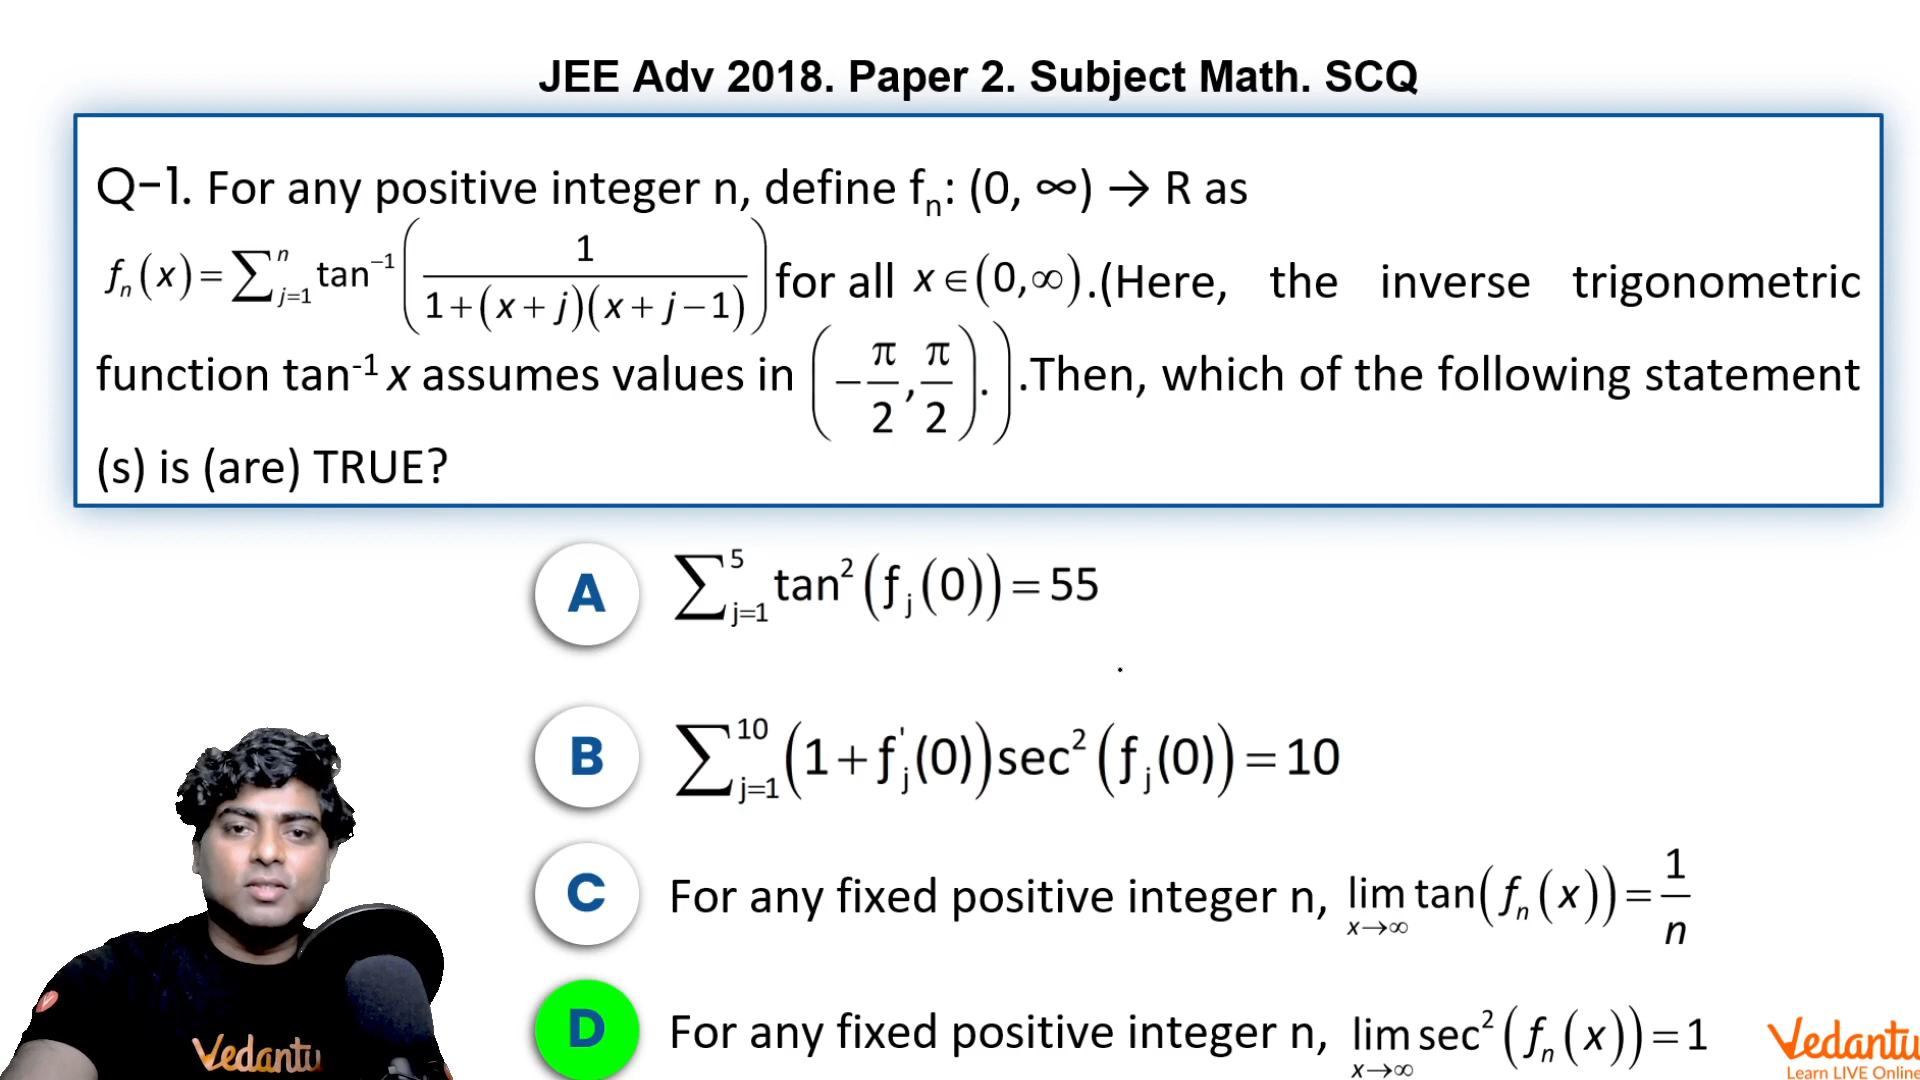 JEE Adv 2018. Paper 2. Subject Math. SCQ
Q-1. For any positive integer n, define fₙ: (0, ∞) → R as
fₙ(x) = ∑ⁿⱼ₌₁ tan⁻¹ (1 / (1+(x+j)(x+j−1))) for all x∈(0,∞).(Here, the inverse trigonometric
function tan⁻¹ x assumes values in (−π/2, π/2). ) .Then, which of the following statement
(s) is (are) TRUE?
A ∑⁵ⱼ₌₁ tan² (fⱼ(0)) = 55
B ∑¹⁰ⱼ₌₁ (1+fⱼ'(0)) sec² (fⱼ(0)) = 10
C For any fixed positive integer n, lim x→∞ tan(fₙ(x)) = 1/n
D For any fixed positive integer n, lim x→∞ sec² (fₙ(x)) = 1
Vedantu
Vedantu
Learn LIVE Online